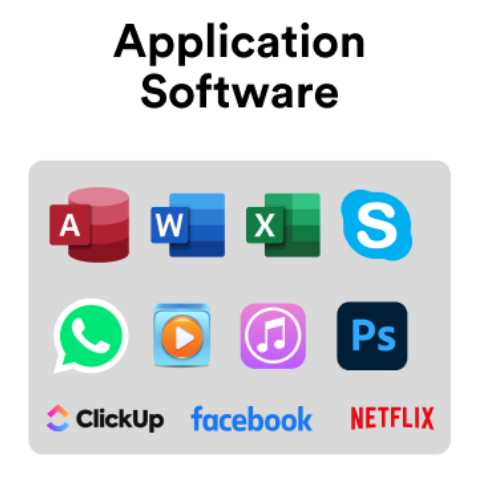 Application
Software
A W X S
Ps
ClickUp facebook NETFLIX